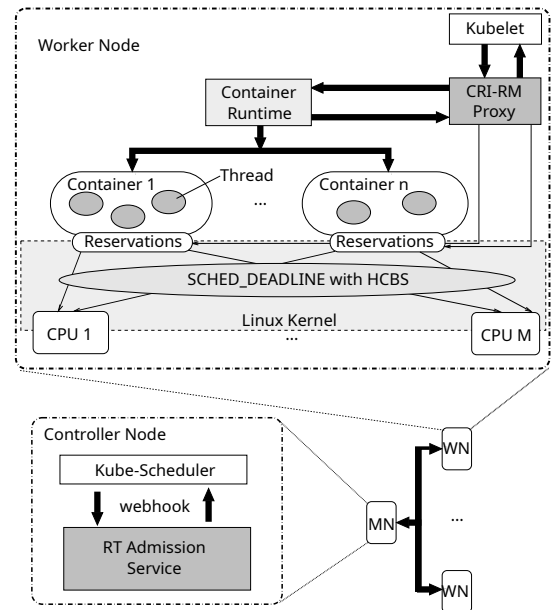 Worker Node
Kubelet
Container
Runtime
CRI-RM
Proxy
Container 1
Thread
...
Container n
Reservations
Reservations
SCHED_DEADLINE with HCBS
Linux Kernel
CPU 1
...
CPU M
Controller Node
Kube-Scheduler
webhook
RT Admission
Service
MN
WN
...
WN